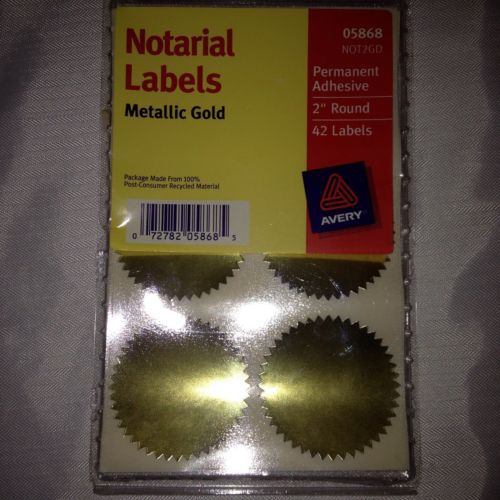 Notarial
Labels
Metallic Gold
Package Made From 100%
Post-Consumer Recycled Material
0 72782 05868 5
05868
NOT2GD
Permanent
Adhesive
2" Round
42 Labels
AVERY